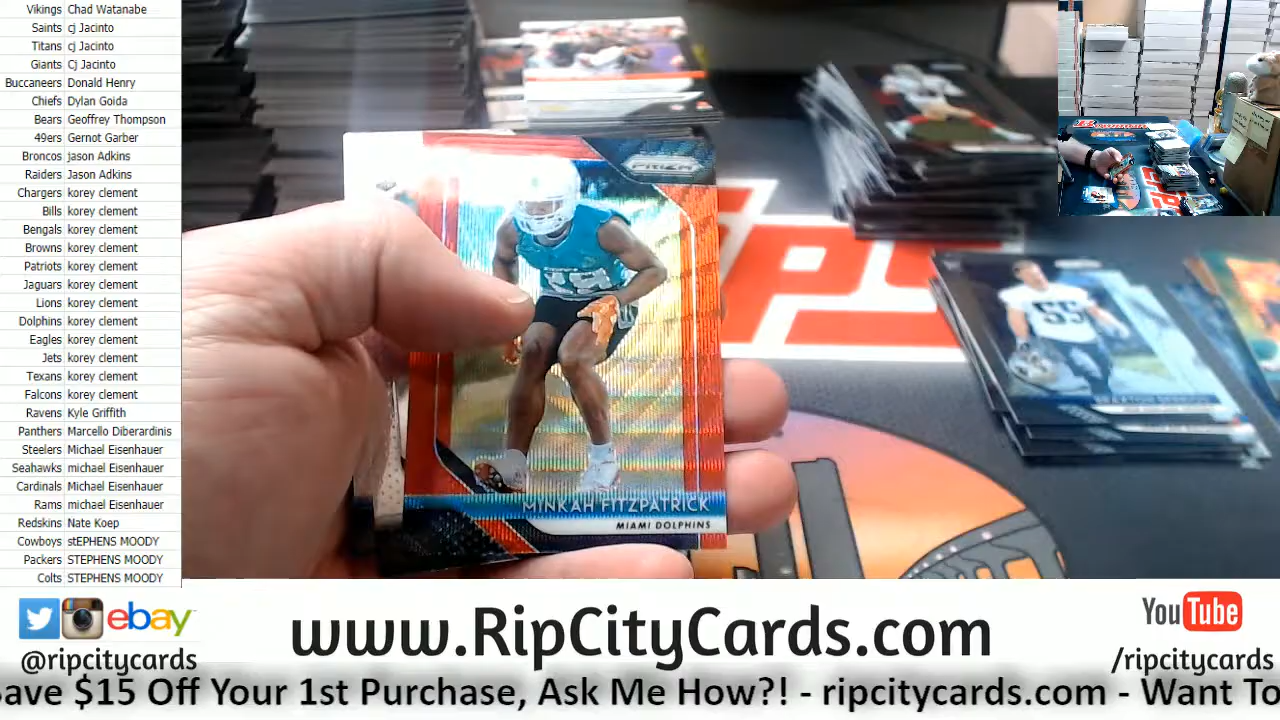 Vikings Chad Watanabe
Saints cj Jacinto
Titans cj Jacinto
Giants Cj Jacinto
Buccaneers Donald Henry
Chiefs Dylan Goida
Bears Geoffrey Thompson
49ers Gernot Garber
Broncos jason Adkins
Raiders Jason Adkins
Chargers korey clement
Bills korey clement
Bengals korey clement
Browns korey clement
Patriots korey clement
Jaguars korey clement
Lions korey clement
Dolphins korey clement
Eagles korey clement
Jets korey clement
Texans korey clement
Falcons korey clement
Ravens Kyle Griffith
Panthers Marcello Diberardinis
Steelers Michael Eisenhauer
Seahawks michael Eisenhauer
Cardinals Michael Eisenhauer
Rams michael Eisenhauer
Redskins Nate Koep
Cowboys stEPHENS MOODY
Packers STEPHENS MOODY
Colts STEPHENS MOODY
PRIZM
MINKAH FITZPATRICK
MIAMI DOLPHINS
55
ebay
@ripcitycards
www.RipCityCards.com
YouTube
/ripcitycards
Save $15 Off Your 1st Purchase, Ask Me How?! - ripcitycards.com - Want To